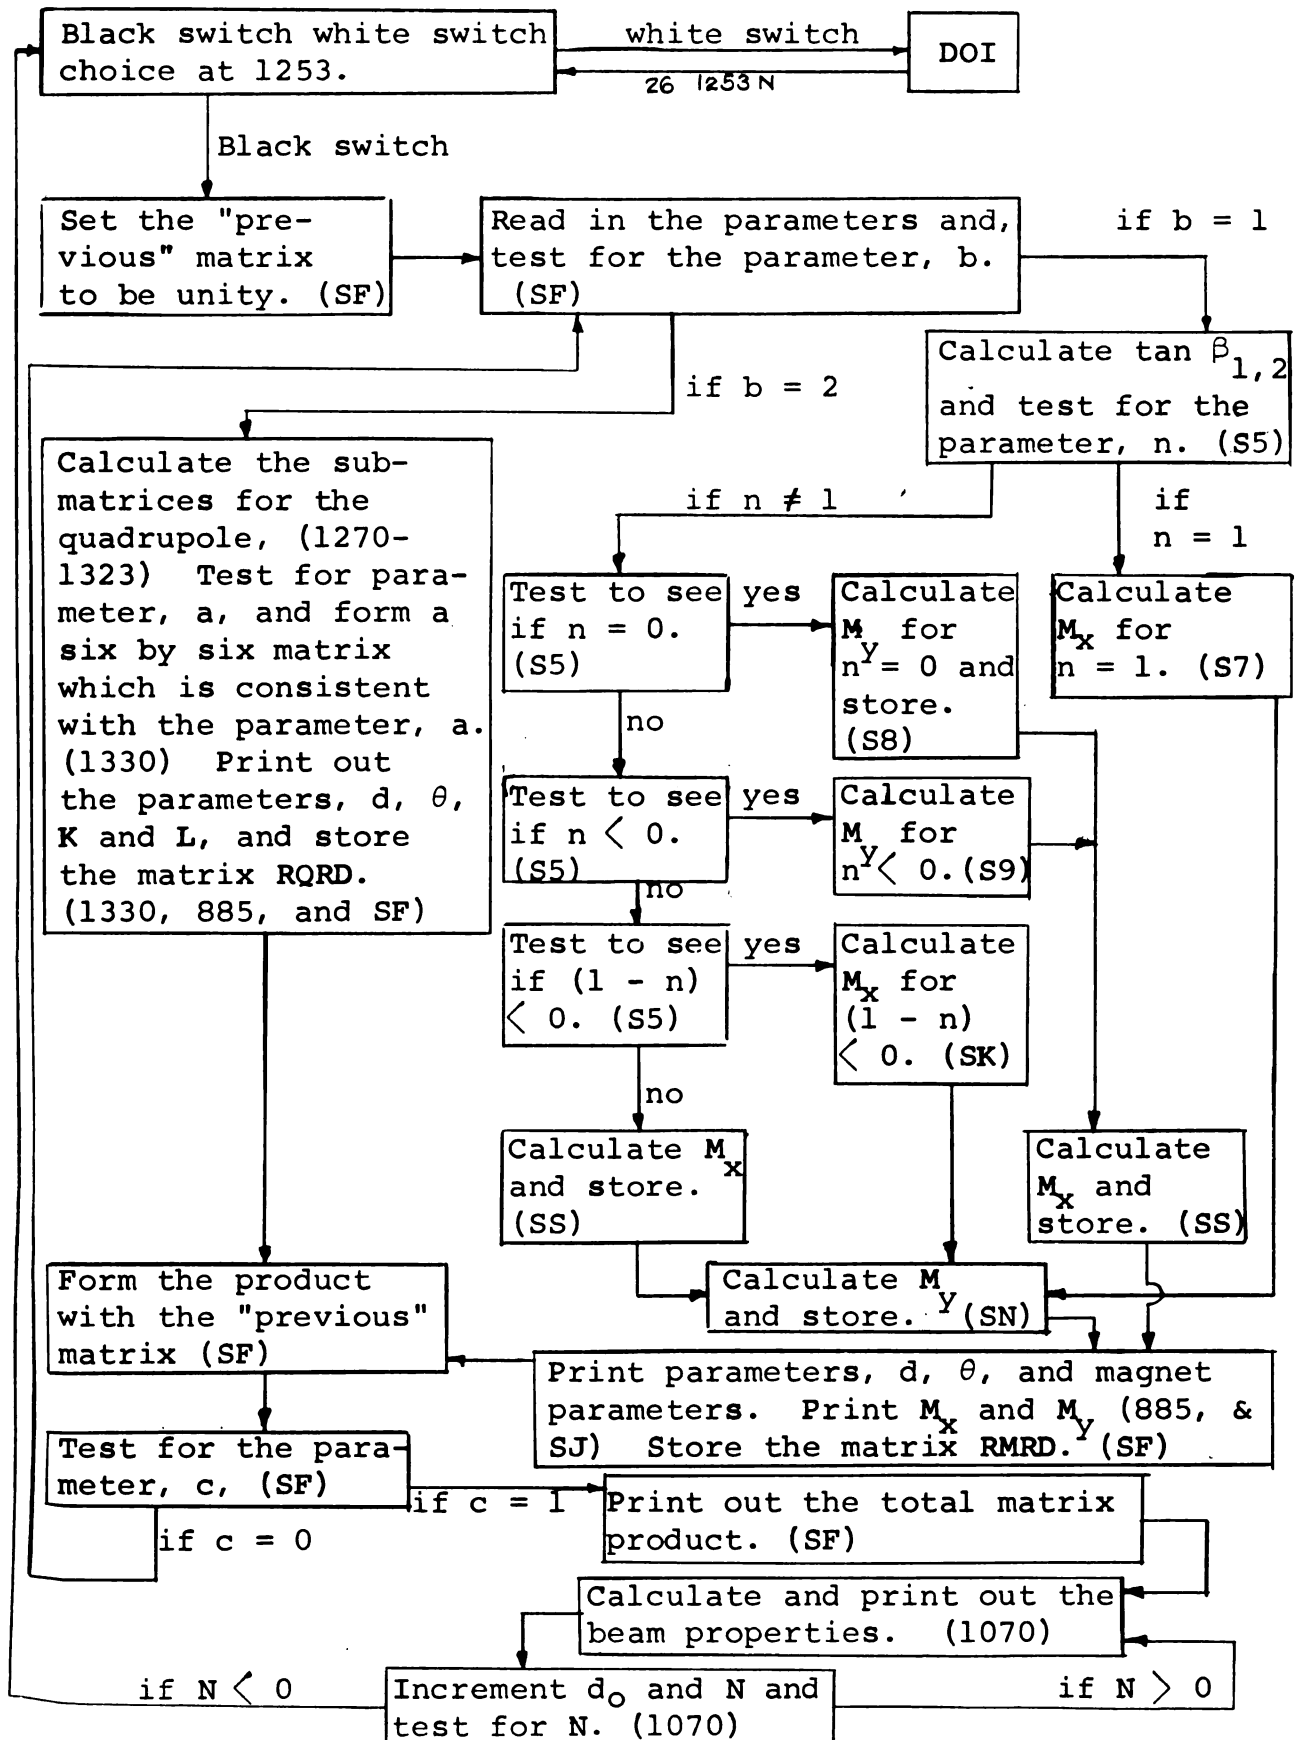 Black switch white switch
choice at 1253.
white switch
DOI
26 1253 N
Black switch
Set the "pre-
vious" matrix
to be unity. (SF)
Read in the parameters and,
test for the parameter, b.
(SF)
if b = 1
if b = 2
Calculate tan β1,2
and test for the
parameter, n. (S5)
if n ≠ 1
if
n = 1
Calculate the sub-
matrices for the
quadrupole, (1270-
1323) Test for para-
meter, a, and form a
six by six matrix
which is consistent
with the parameter, a.
(1330) Print out
the parameters, d, θ,
K and L, and store
the matrix RQRD.
(1330, 885, and SF)
Test to see
if n = 0.
(S5)
yes
Calculate
My for
n = 0 and
store.
(S8)
Calculate
Mx for
n = 1. (S7)
no
Test to see
if n < 0.
(S5)
yes
Calculate
My for
n < 0. (S9)
no
Test to see
if (1 - n)
< 0. (S5)
yes
Calculate
Mx for
(1 - n)
< 0. (SK)
no
Calculate Mx
and store.
(SS)
Calculate
Mx and
store. (SS)
Calculate My
and store. (SN)
Form the product
with the "previous"
matrix (SF)
Print parameters, d, θ, and magnet
parameters. Print Mx and My (885, &
SJ) Store the matrix RMRD. (SF)
Test for the para-
meter, c, (SF)
if c = 1
if c = 0
Print out the total matrix
product. (SF)
Calculate and print out the
beam properties. (1070)
if N < 0
Increment do and N and
test for N. (1070)
if N > 0